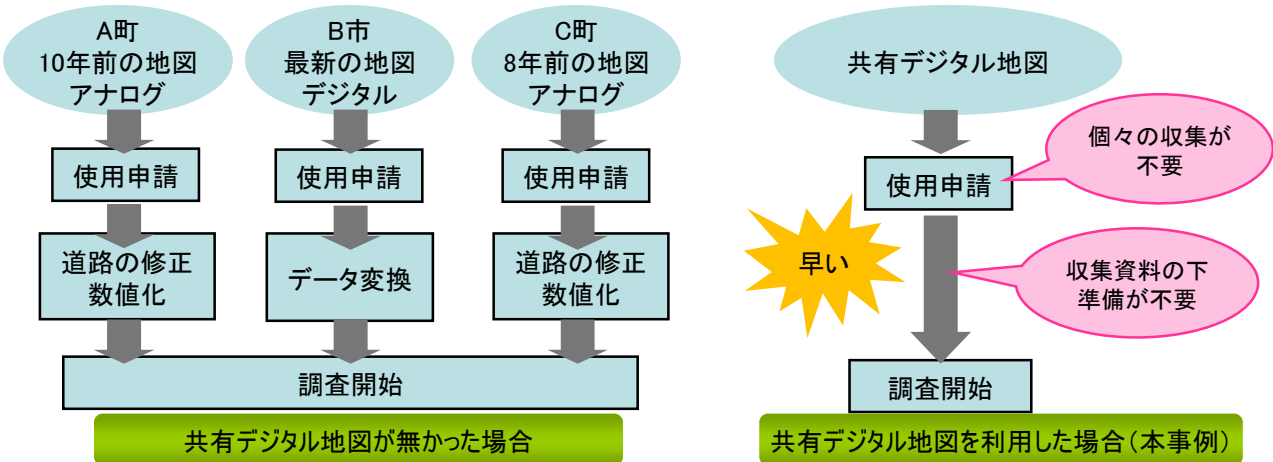 A町
10年前の地図
アナログ
B市
最新の地図
デジタル
C町
8年前の地図
アナログ
使用申請
使用申請
使用申請
道路の修正
数値化
データ変換
道路の修正
数値化
調査開始
共有デジタル地図が無かった場合
共有デジタル地図
個々の収集が
不要
使用申請
早い
収集資料の下
準備が不要
調査開始
共有デジタル地図を利用した場合（本事例）